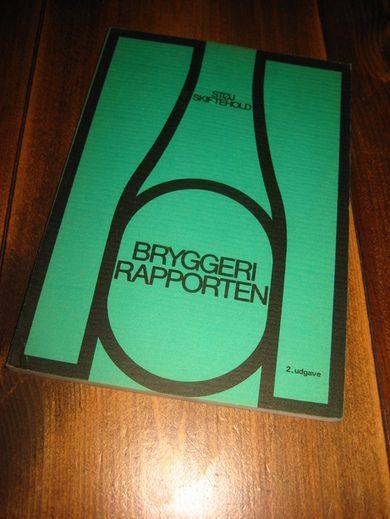 STØJ
SKIFTEHOLD
BRYGGERI
RAPPORTEN
2.udgave